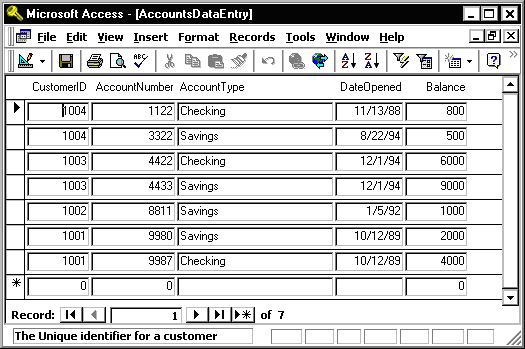 Microsoft Access - [AccountsDataEntry]
File Edit View Insert Format Records Tools Window Help
ABC
A Z Z A
CustomerID AccountNumber AccountType DateOpened Balance
1004 1122 Checking 11/13/88 800
1004 3322 Savings 8/22/94 500
1003 4422 Checking 12/1/94 6000
1003 4433 Savings 12/1/94 9000
1002 8811 Savings 1/5/92 1000
1001 9980 Savings 10/12/89 2000
1001 9987 Checking 10/12/89 4000
0 0 0
Record: 1 of 7
The Unique identifier for a customer